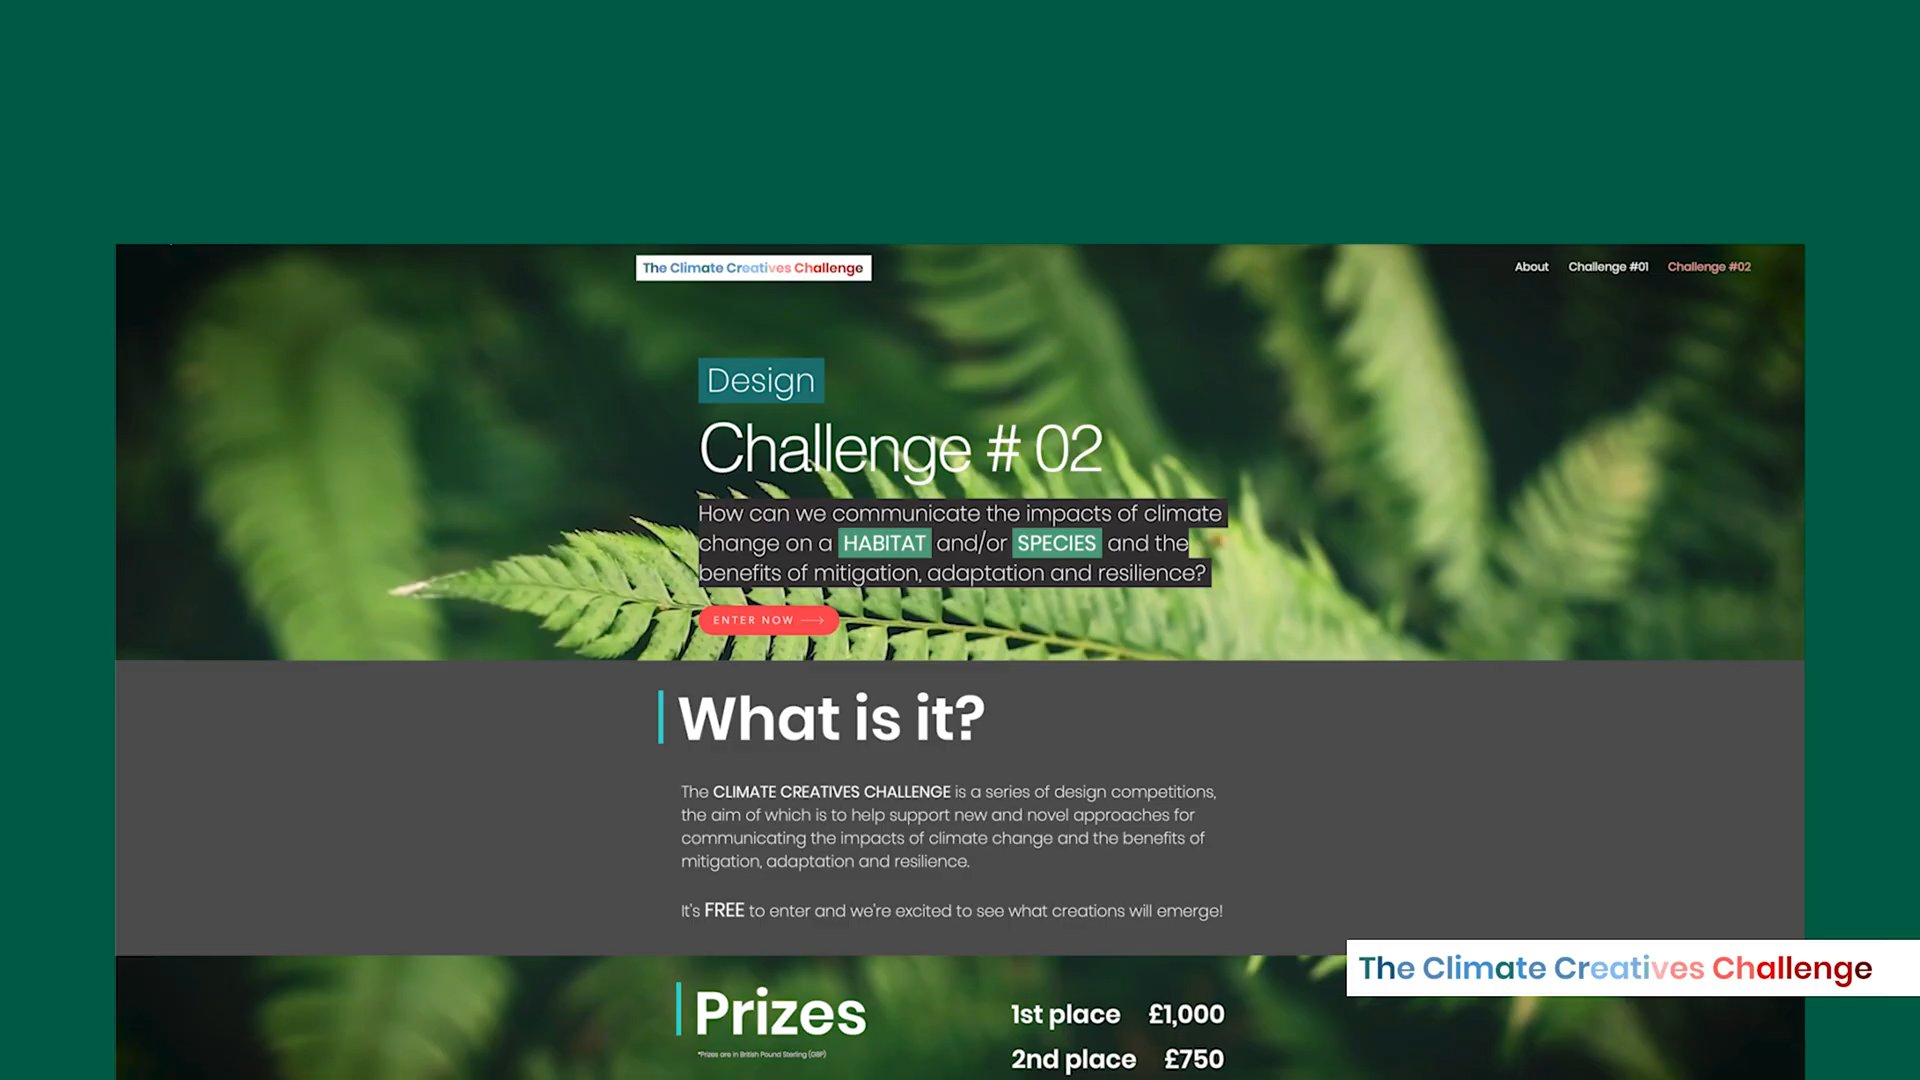 The Climate Creatives Challenge
About Challenge #01 Challenge #02
Design
Challenge # 02
How can we communicate the impacts of climate
change on a HABITAT and/or SPECIES and the
benefits of mitigation, adaptation and resilience?
ENTER NOW
What is it?
The CLIMATE CREATIVES CHALLENGE is a series of design competitions,
the aim of which is to help support new and novel approaches for
communicating the impacts of climate change and the benefits of
mitigation, adaptation and resilience.
It's FREE to enter and we're excited to see what creations will emerge!
Prizes
*Prizes are in British Pound Sterling (GBP)
1st place £1,000
2nd place £750
The Climate Creatives Challenge